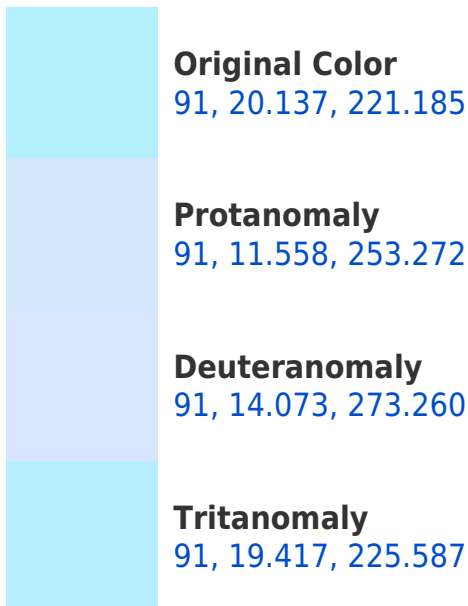 Original Color
91, 20.137, 221.185
Protanomaly
91, 11.558, 253.272
Deuteranomaly
91, 14.073, 273.260
Tritanomaly
91, 19.417, 225.587